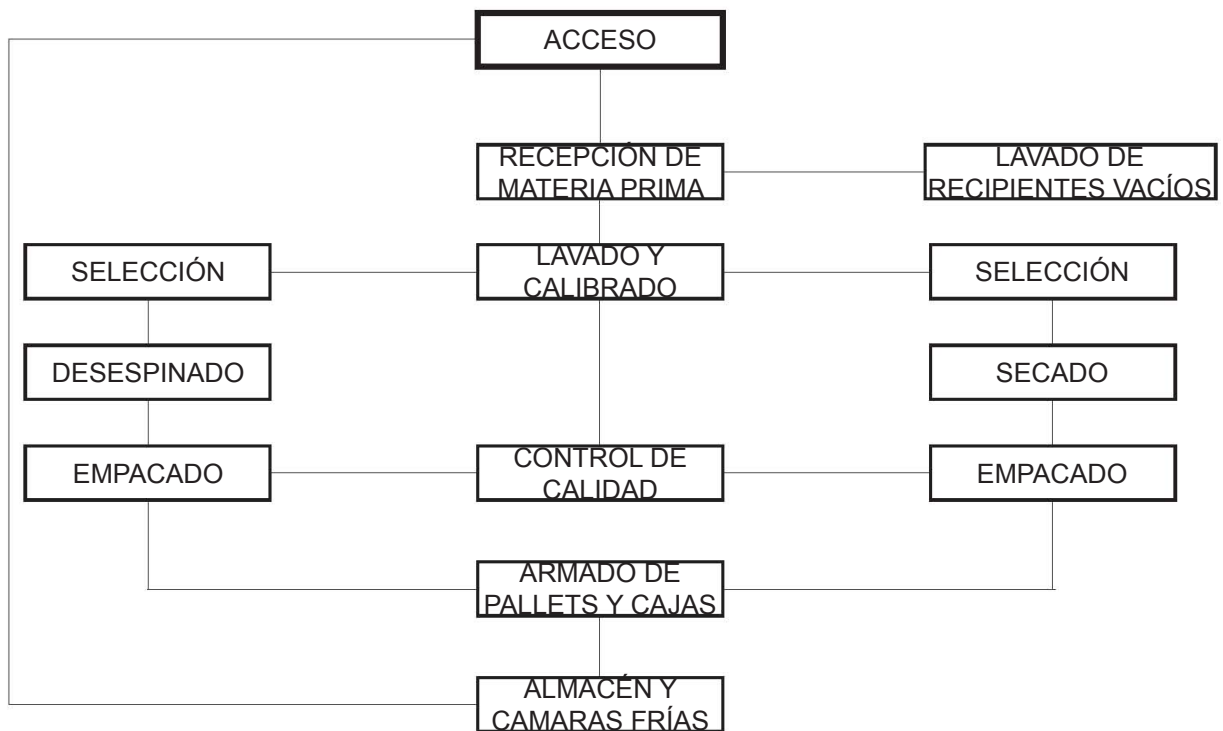 ACCESO
RECEPCIÓN DE
MATERIA PRIMA
LAVADO DE
RECIPIENTES VACÍOS
SELECCIÓN
LAVADO Y
CALIBRADO
SELECCIÓN
DESESPINADO
SECADO
EMPACADO
CONTROL DE
CALIDAD
EMPACADO
ARMADO DE
PALLETS Y CAJAS
ALMACÉN Y
CAMARAS FRÍAS